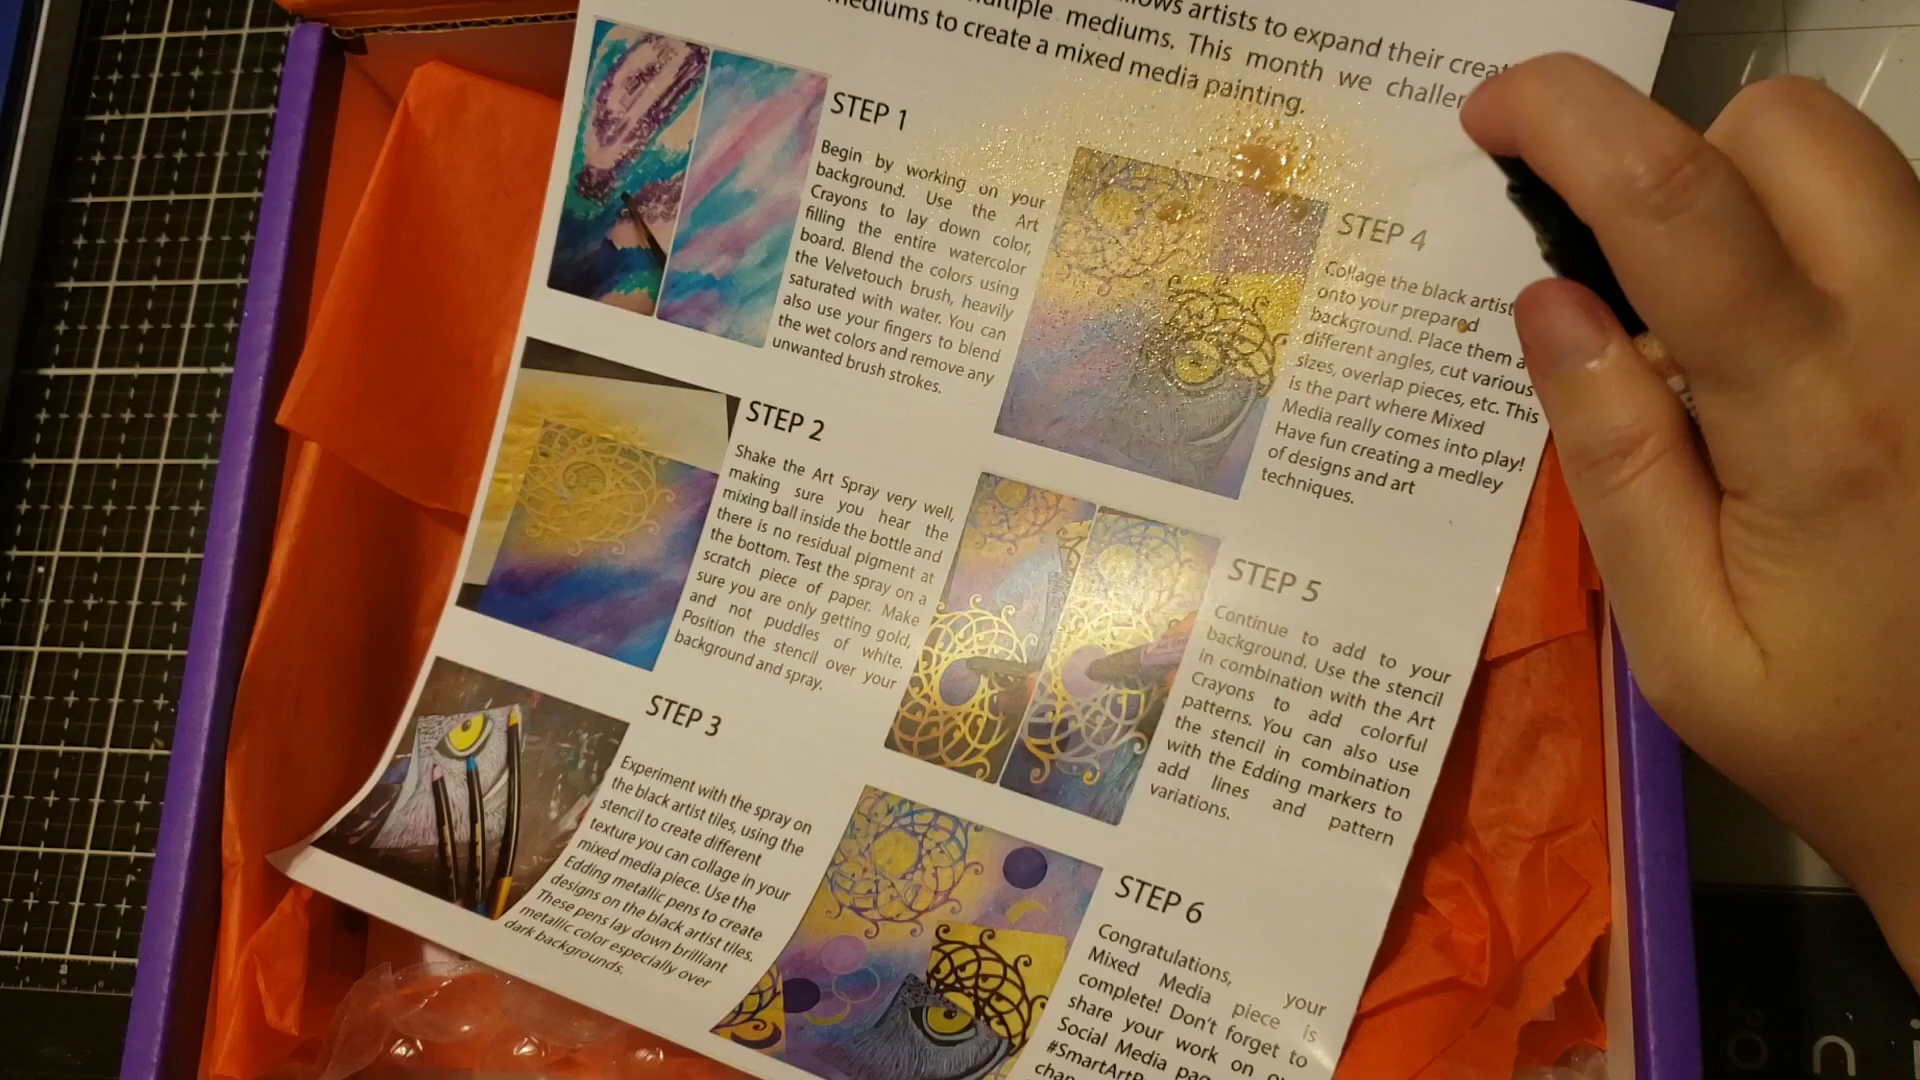 ows artists to expand their creat
multiple mediums. This month we challen
mediums to create a mixed media painting.
STEP 1
Begin by working on your
background. Use the Art
Crayons to lay down color,
filling the entire watercolor
board. Blend the colors using
the Velvetouch brush, heavily
saturated with water. You can
also use your fingers to blend
the wet colors and remove any
unwanted brush strokes.
STEP 2
Shake the Art Spray very well,
making sure you hear the
mixing ball inside the bottle and
there is no residual pigment at
the bottom. Test the spray on a
scratch piece of paper. Make
sure you are only getting gold,
and not puddles of white.
Position the stencil over your
background and spray.
STEP 3
Experiment with the spray on
the black artist tiles, using the
stencil to create different
texture you can collage in your
mixed media piece. Use the
Edding metallic pens to create
designs on the black artist tiles.
These pens lay down brilliant
metallic color especially over
dark backgrounds.
STEP 4
Collage the black artist
onto your prepared
background. Place them a
different angles, cut various
sizes, overlap pieces, etc. This
is the part where Mixed
Media really comes into play!
Have fun creating a medley
of designs and art
techniques.
STEP 5
Continue to add to your
background. Use the stencil
in combination with the Art
Crayons to add colorful
patterns. You can also use
the stencil in combination
with the Edding markers to
add lines and pattern
variations.
STEP 6
Congratulations, your
Mixed Media piece is
complete! Don't forget to
share your work on ou
Social Media pag
#SmartArtB
chan